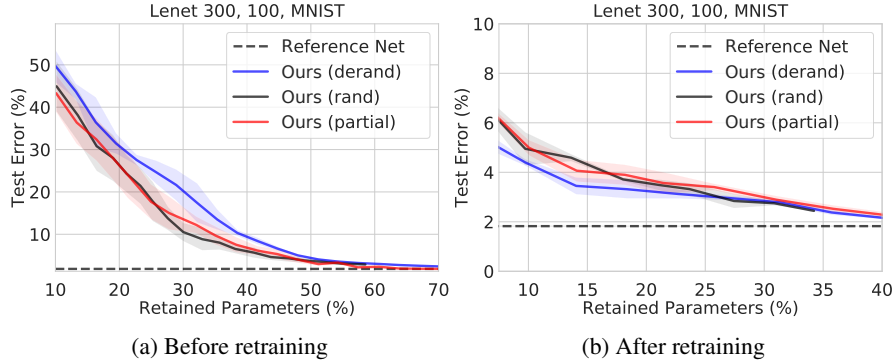 Lenet 300, 100, MNIST
Test Error (%)
50
40
30
20
10
Reference Net
Ours (derand)
Ours (rand)
Ours (partial)
10 20 30 40 50 60 70
Retained Parameters (%)
(a) Before retraining
Lenet 300, 100, MNIST
Test Error (%)
10
8
6
4
2
0
Reference Net
Ours (derand)
Ours (rand)
Ours (partial)
10 15 20 25 30 35 40
Retained Parameters (%)
(b) After retraining